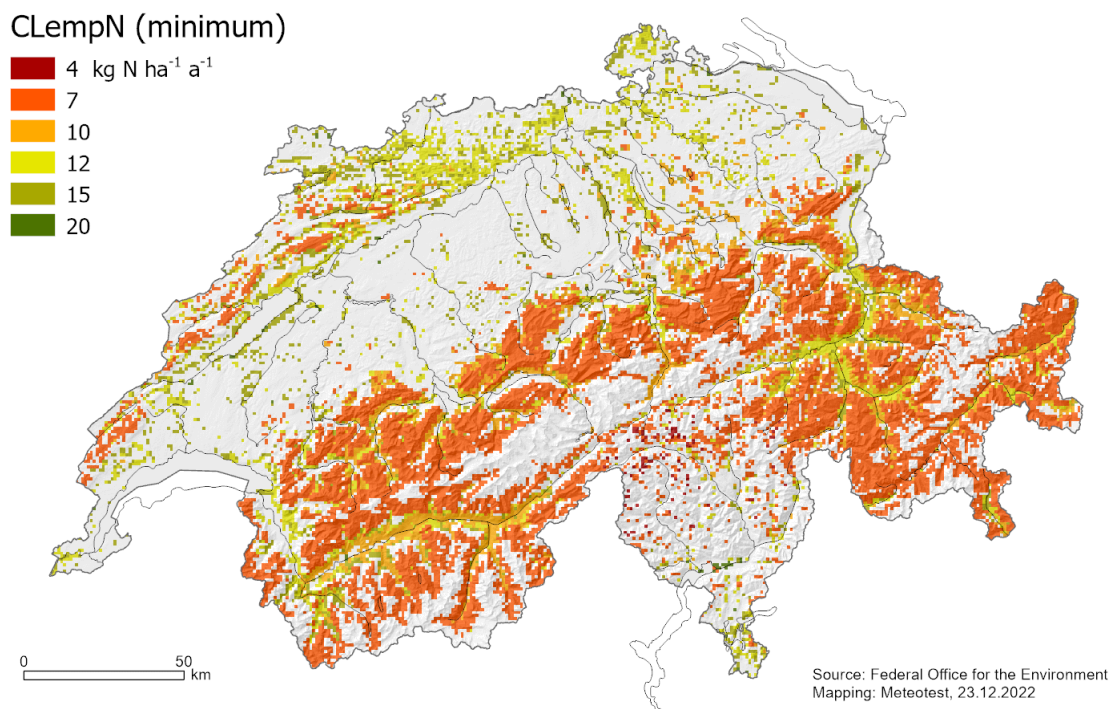 CLempN (minimum)
4 kg N ha⁻¹ a⁻¹
7
10
12
15
20
0 50
km
Source: Federal Office for the Environment
Mapping: Meteotest, 23.12.2022